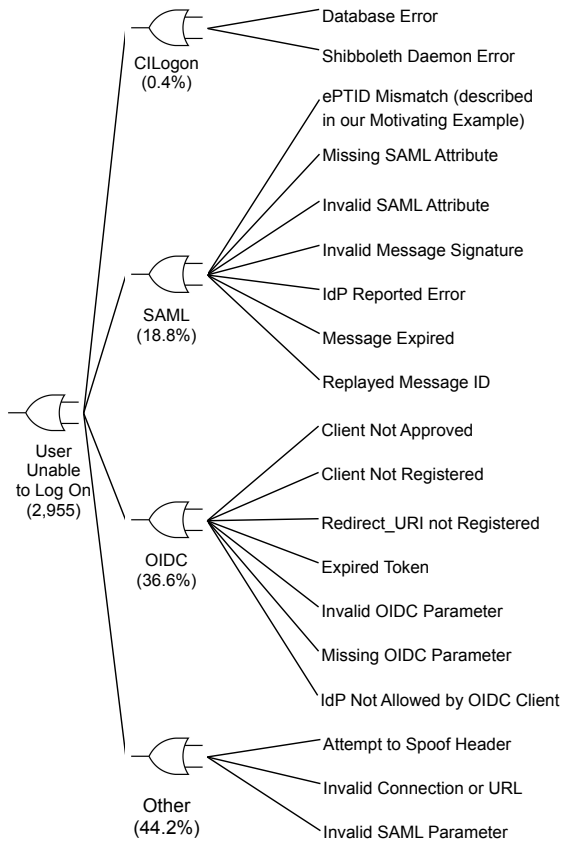 Database Error
Shibboleth Daemon Error
CILogon
(0.4%)
ePTID Mismatch (described
in our Motivating Example)
Missing SAML Attribute
Invalid SAML Attribute
Invalid Message Signature
IdP Reported Error
Message Expired
Replayed Message ID
SAML
(18.8%)
User
Unable
to Log On
(2,955)
Client Not Approved
Client Not Registered
Redirect_URI not Registered
Expired Token
Invalid OIDC Parameter
Missing OIDC Parameter
IdP Not Allowed by OIDC Client
OIDC
(36.6%)
Attempt to Spoof Header
Invalid Connection or URL
Invalid SAML Parameter
Other
(44.2%)